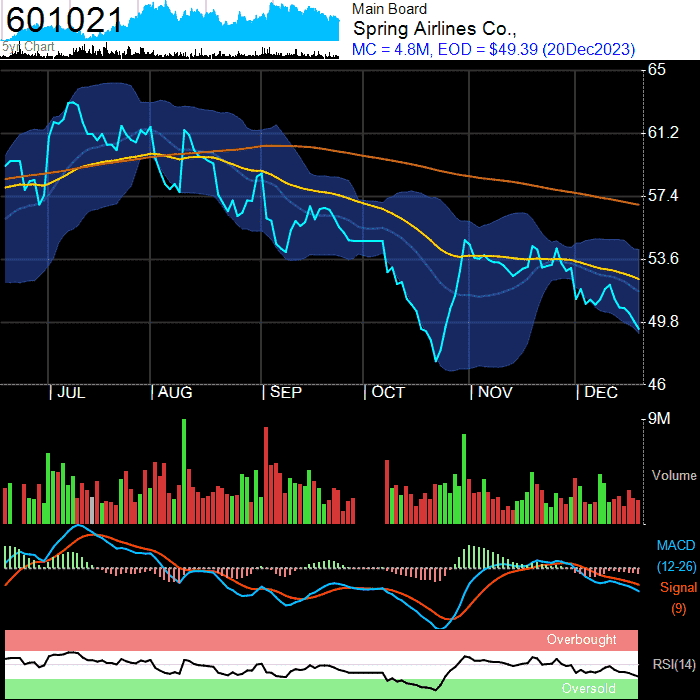 601021
5yr Chart
Main Board
Spring Airlines Co.,
MC = 4.8M, EOD = $49.39 (20Dec2023)
65
61.2
57.4
53.6
49.8
46
| JUL | AUG | SEP | OCT | NOV | DEC
9M
Volume
MACD
(12-26)
Signal
(9)
Overbought
RSI(14)
Oversold